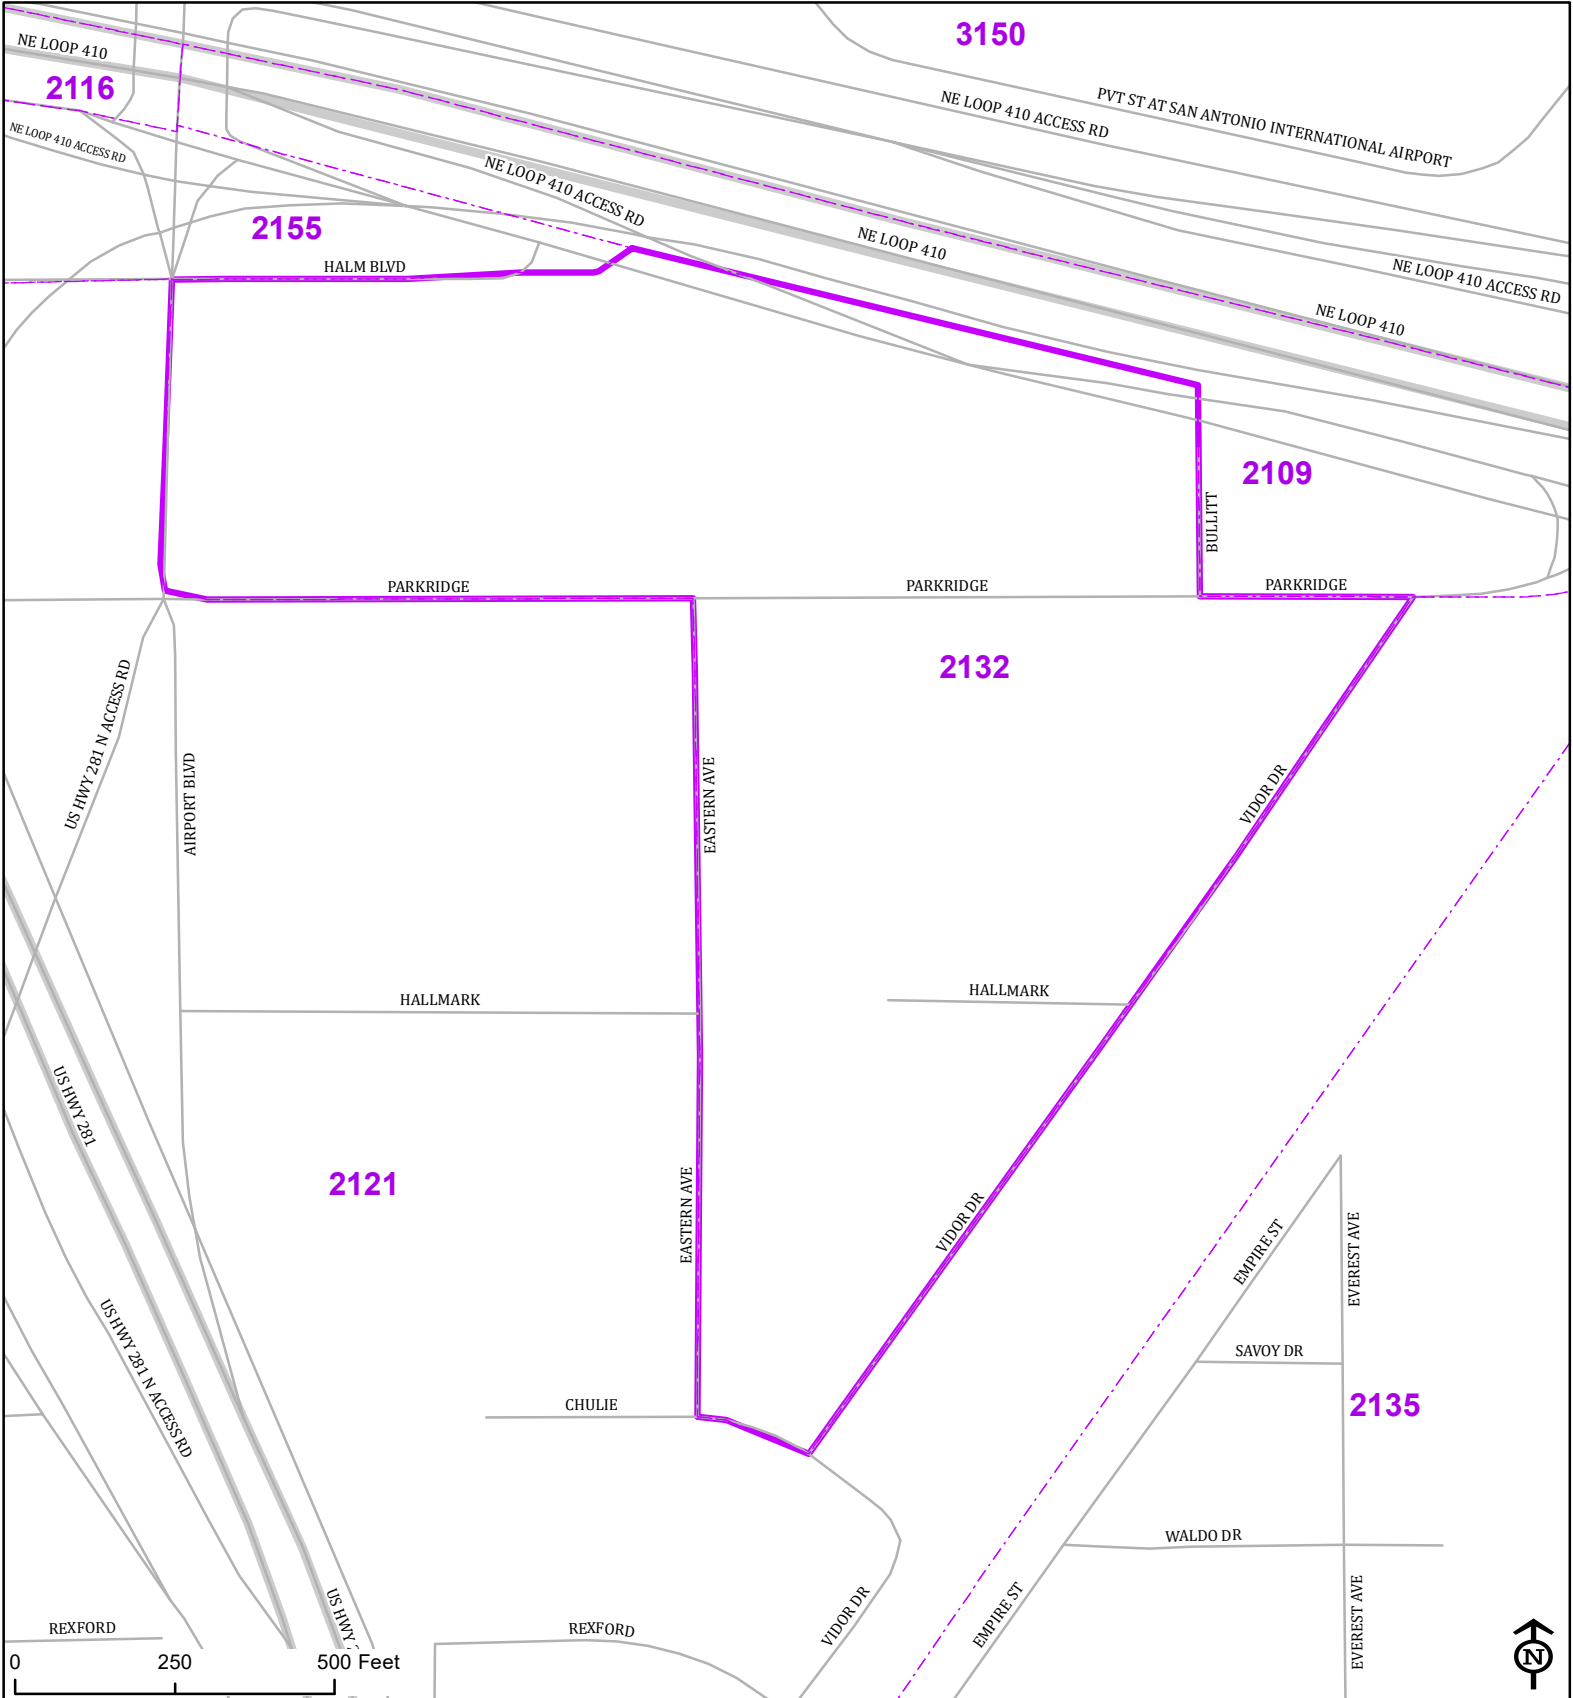 3150
NE LOOP 410
2116
PVT ST AT SAN ANTONIO INTERNATIONAL AIRPORT
NE LOOP 410 ACCESS RD
NE LOOP 410 ACCESS RD
NE LOOP 410 ACCESS RD
2155
NE LOOP 410
HALM BLVD
NE LOOP 410 ACCESS RD
NE LOOP 410
2109
BULLITT
PARKRIDGE
PARKRIDGE
PARKRIDGE
2132
US HWY 281 N ACCESS RD
AIRPORT BLVD
EASTERN AVE
VIDOR DR
HALLMARK
HALLMARK
US HWY 281
2121
EASTERN AVE
VIDOR DR
EMPIRE ST
EVEREST AVE
US HWY 281 N ACCESS RD
SAVOY DR
2135
CHULIE
WALDO DR
US HWY
REXFORD
REXFORD
VIDOR DR
EMPIRE ST
EVEREST AVE
N
0 250 500 Feet